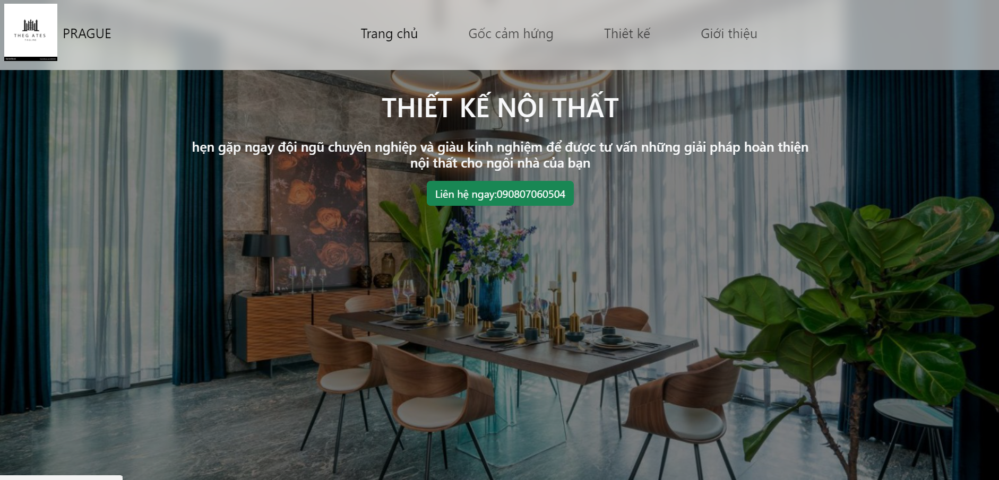 THEG ATES
TAGLINE
VectorStock
PRAGUE
Trang chủ
Gốc cảm hứng
Thiêt kế
Giới thiệu
THIẾT KẾ NỘI THẤT
hẹn gặp ngay đội ngũ chuyên nghiệp và giàu kinh nghiệm để được tư vấn những giải pháp hoàn thiện
nội thất cho ngôi nhà của bạn
Liên hệ ngay:090807060504